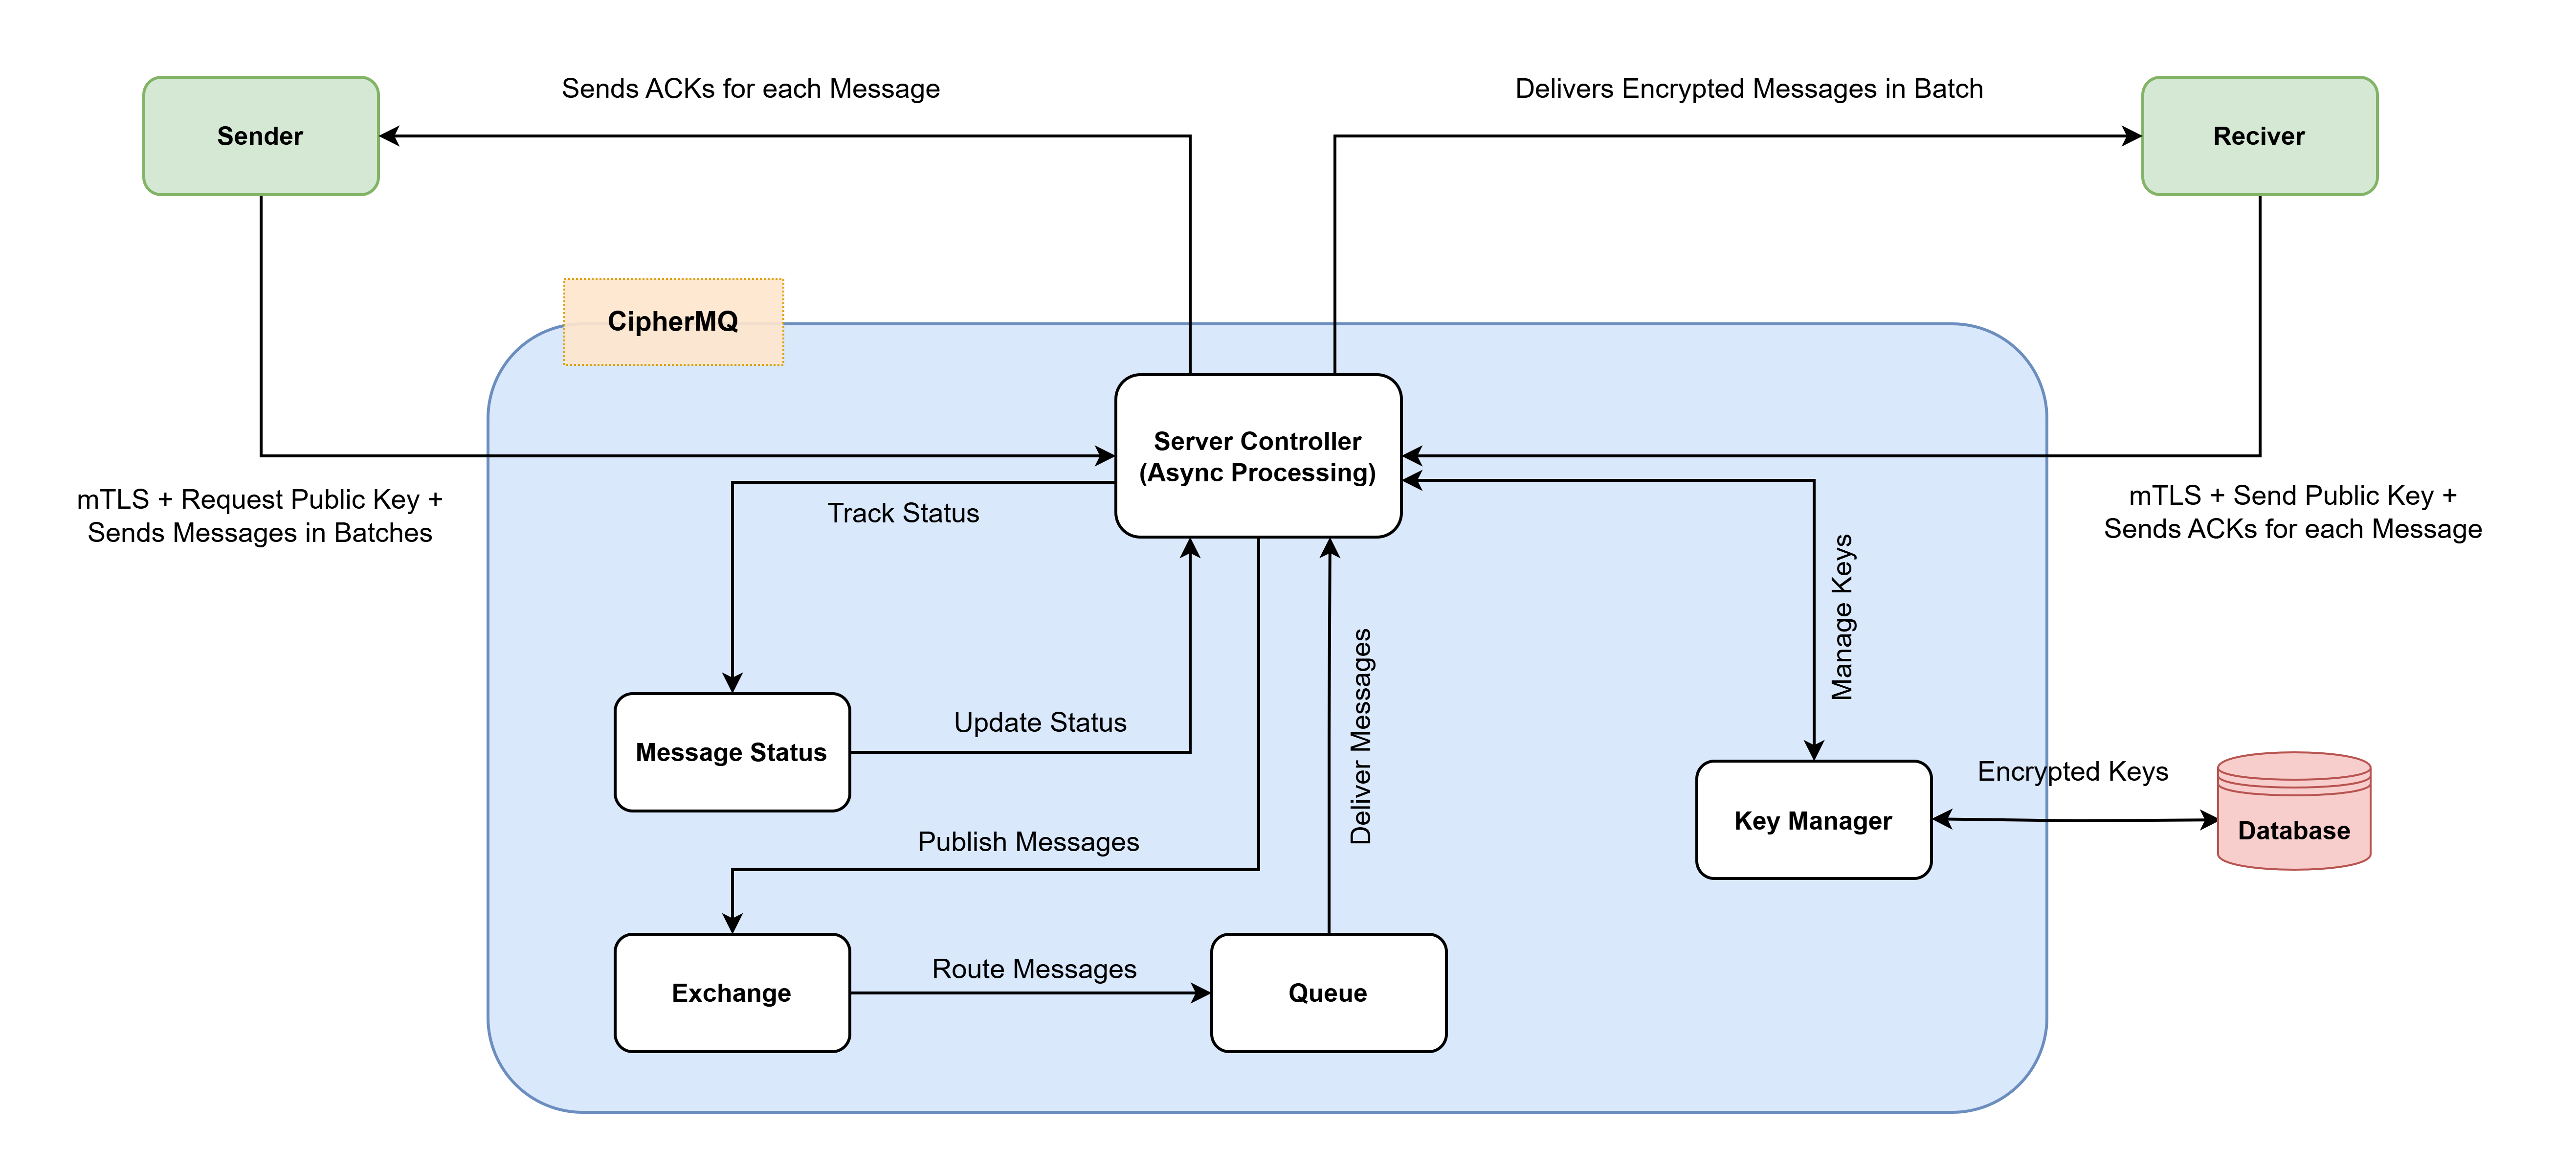 Sends ACKs for each Message
Delivers Encrypted Messages in Batch
Sender
Reciver
CipherMQ
Server Controller
(Async Processing)
mTLS + Request Public Key +
Sends Messages in Batches
Track Status
mTLS + Send Public Key +
Sends ACKs for each Message
Manage Keys
Deliver Messages
Update Status
Message Status
Encrypted Keys
Key Manager
Database
Publish Messages
Route Messages
Exchange
Queue